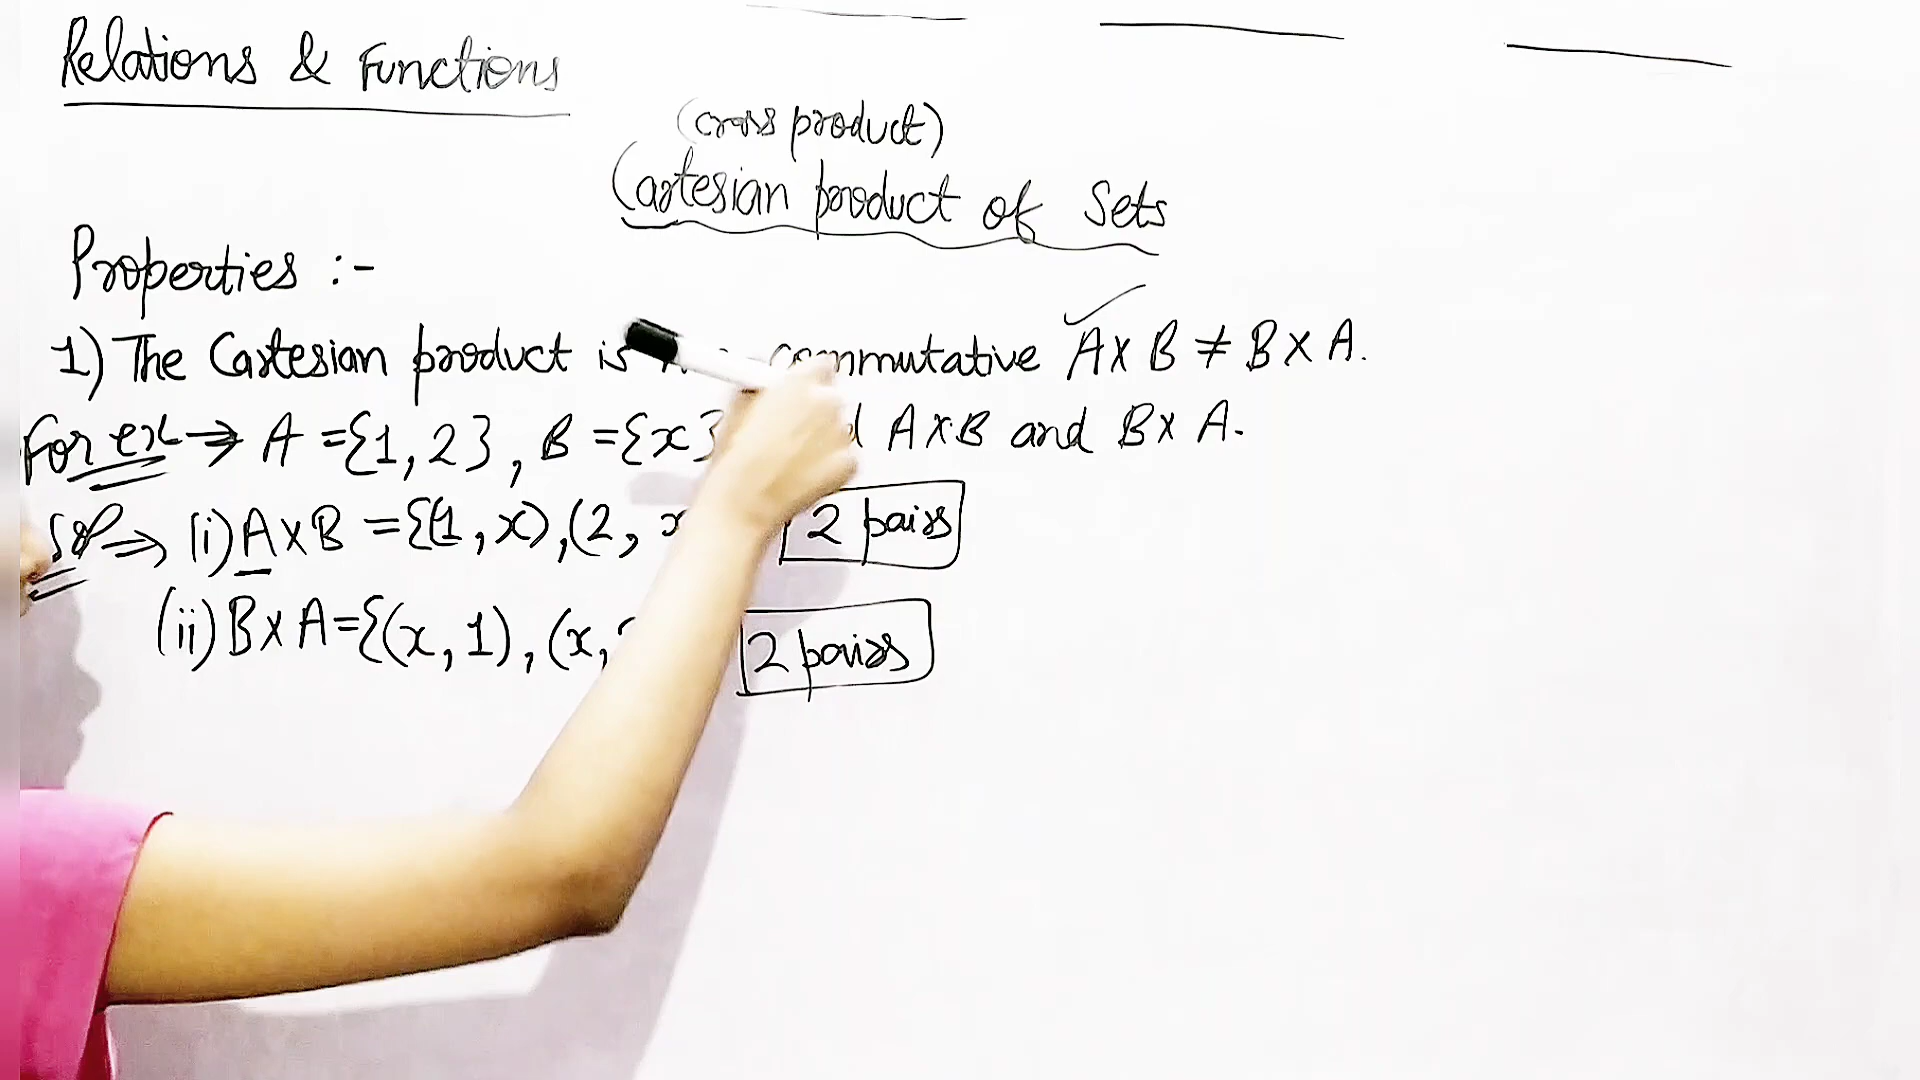 Relations & Functions
(cross product)
Cartesian product of Sets
Properties :-
1) The Cartesian product is commutative A X B ≠ B X A.
For ex → A = {1, 2}, B = {x} A X B and B X A.
Sol ⇒ (i) A X B = {(1, x), (2, x 2 pairs
(ii) B X A = {(x, 1), (x, 2 pairs